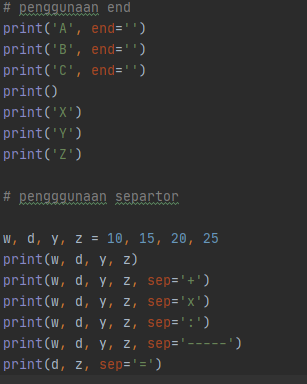 # penggunaan end
print('A', end='')
print('B', end='')
print('C', end='')
print()
print('X')
print('Y')
print('Z')
# pengggunaan separtor
w, d, y, z = 10, 15, 20, 25
print(w, d, y, z)
print(w, d, y, z, sep='+')
print(w, d, y, z, sep='x')
print(w, d, y, z, sep=':')
print(w, d, y, z, sep='-----')
print(d, z, sep='=')